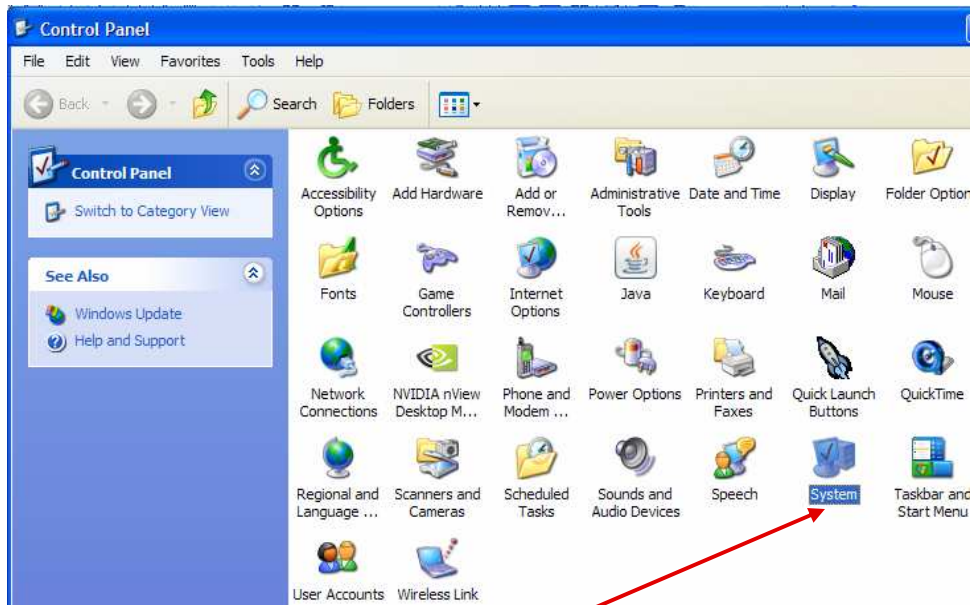 Control Panel
File Edit View Favorites Tools Help
Back Search Folders
Control Panel
Switch to Category View
See Also
Windows Update
Help and Support
Accessibility Options
Add Hardware
Add or Remov...
Administrative Tools
Date and Time
Display
Folder Option
Fonts
Game Controllers
Internet Options
Java
Keyboard
Mail
Mouse
Network Connections
NVIDIA nView Desktop M...
Phone and Modem ...
Power Options
Printers and Faxes
Quick Launch Buttons
QuickTime
Regional and Language ...
Scanners and Cameras
Scheduled Tasks
Sounds and Audio Devices
Speech
System
Taskbar and Start Menu
User Accounts
Wireless Link